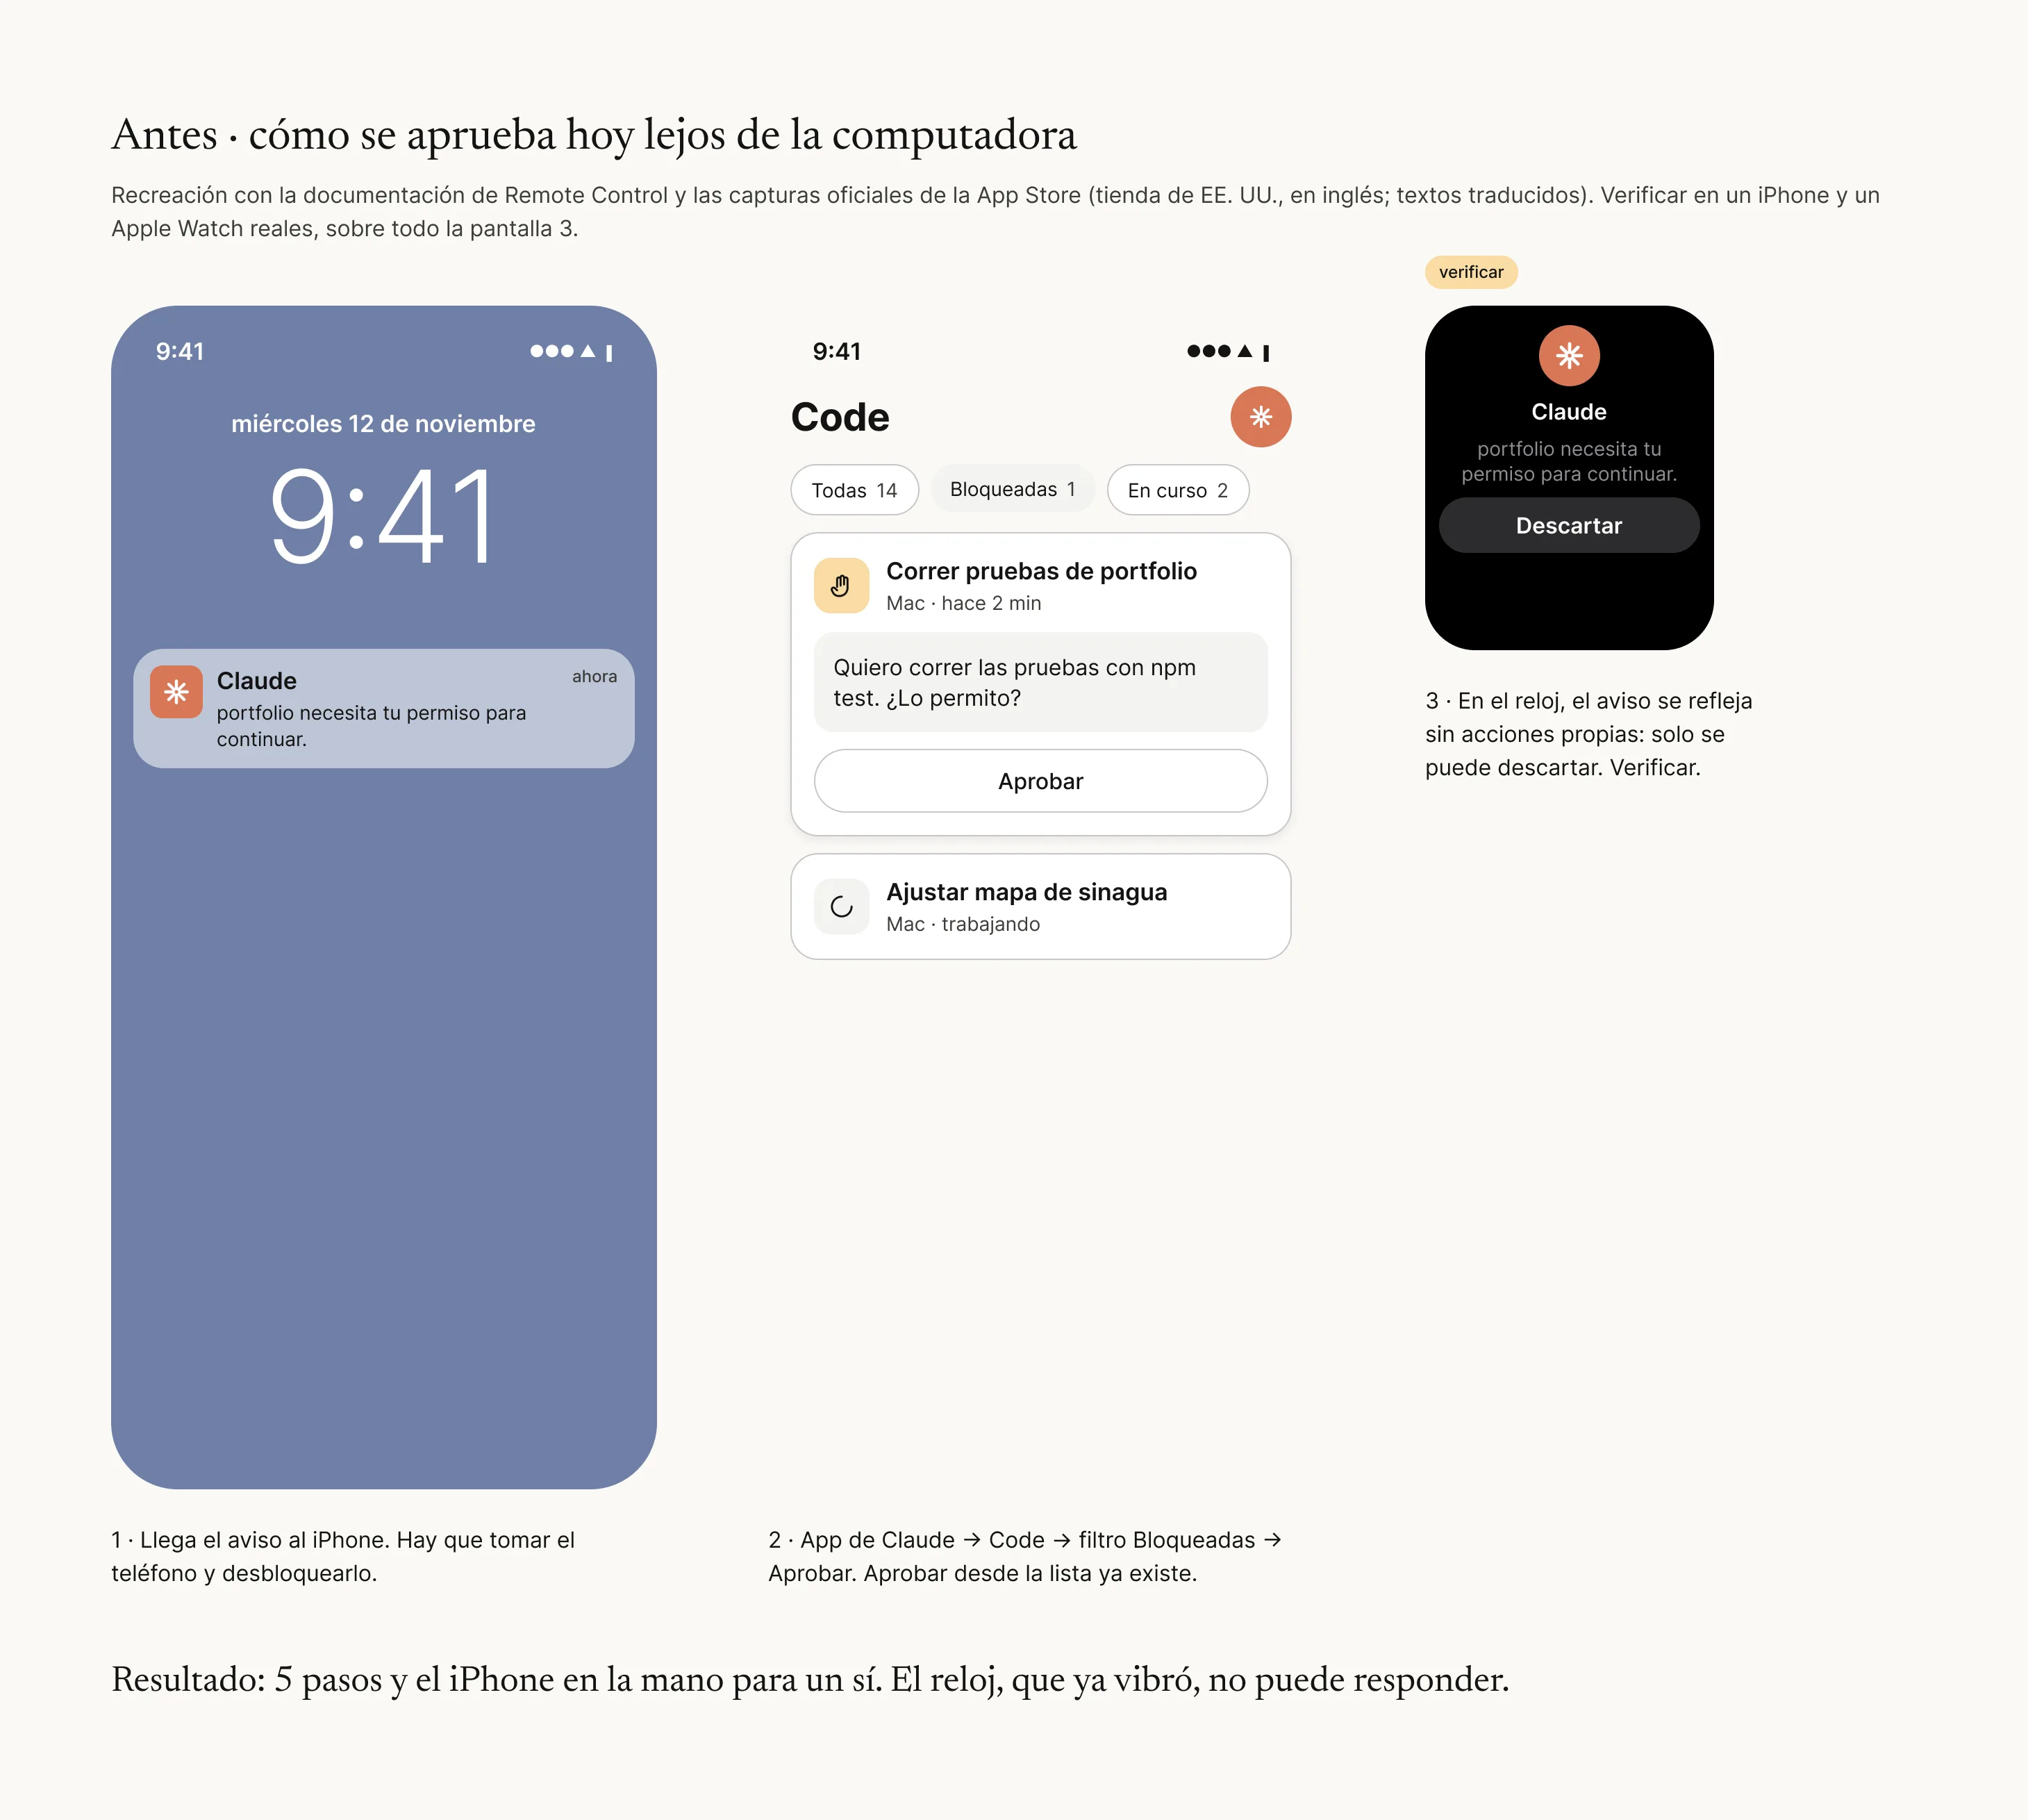 Antes · cómo se aprueba hoy lejos de la computadora
Recreación con la documentación de Remote Control y las capturas oficiales de la App Store (tienda de EE. UU., en inglés; textos traducidos). Verificar en un iPhone y un
Apple Watch reales, sobre todo la pantalla 3.
9:41
miércoles 12 de noviembre
9:41
Claude
ahora
portfolio necesita tu permiso para
continuar.
1 · Llega el aviso al iPhone. Hay que tomar el
teléfono y desbloquearlo.
9:41
Code
Todas 14
Bloqueadas 1
En curso 2
Correr pruebas de portfolio
Mac · hace 2 min
Quiero correr las pruebas con npm
test. ¿Lo permito?
Aprobar
Ajustar mapa de sinagua
Mac · trabajando
2 · App de Claude → Code → filtro Bloqueadas →
Aprobar. Aprobar desde la lista ya existe.
verificar
Claude
portfolio necesita tu
permiso para continuar.
Descartar
3 · En el reloj, el aviso se refleja
sin acciones propias: solo se
puede descartar. Verificar.
Resultado: 5 pasos y el iPhone en la mano para un sí. El reloj, que ya vibró, no puede responder.